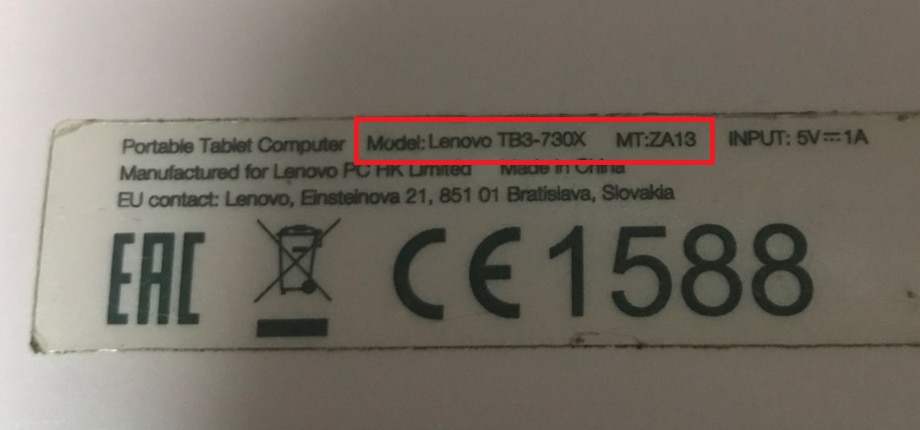 Portable Tablet Computer Model: Lenovo TB3-730X MT:ZA13 INPUT: 5V⎓1A
Manufactured for Lenovo PC HK Limited Made in China
EU contact: Lenovo, Einsteinova 21, 851 01 Bratislava, Slovakia
EAC CE1588